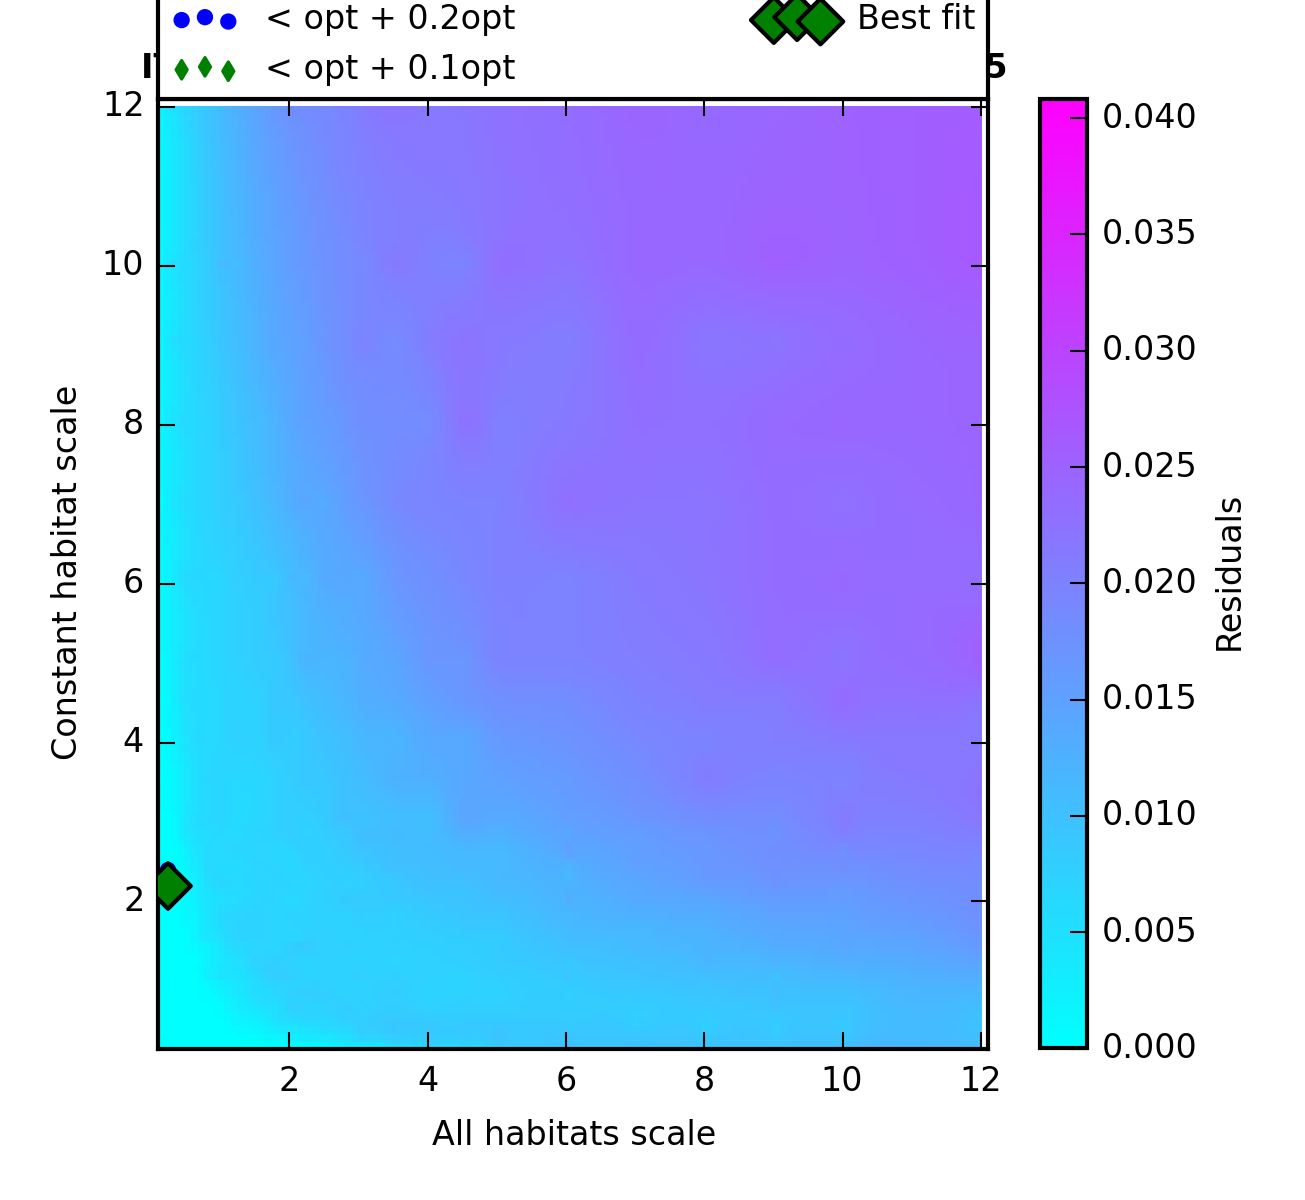 < opt + 0.2opt
Best fit
< opt + 0.1opt
5
12
10
8
6
4
2
Constant habitat scale
2 4 6 8 10 12
All habitats scale
0.040
0.035
0.030
0.025
0.020
0.015
0.010
0.005
0.000
Residuals